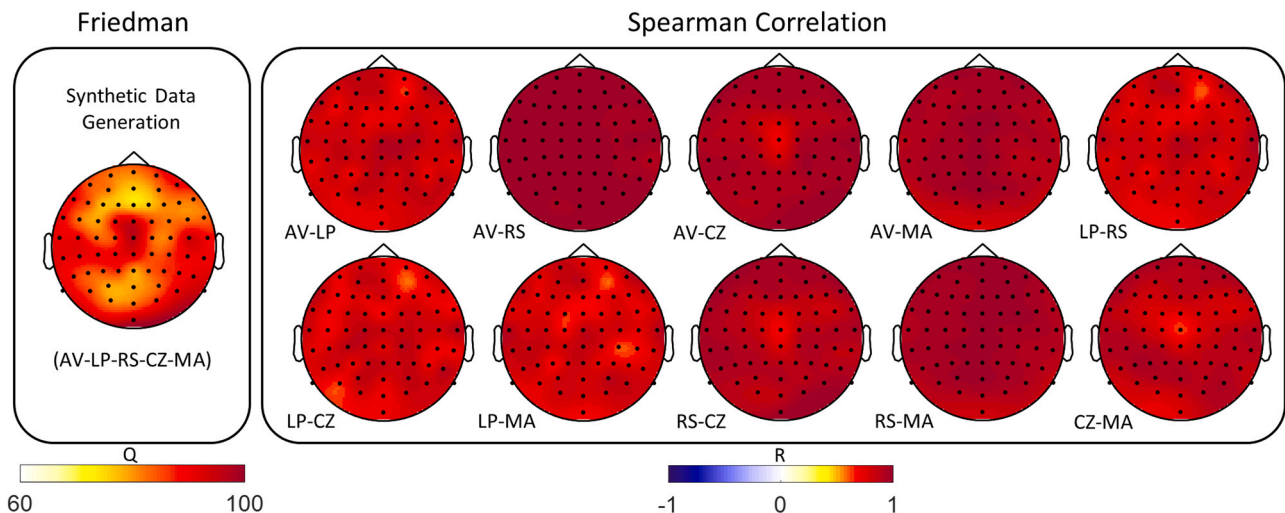 Friedman
Spearman Correlation
Synthetic Data
Generation
(AV-LP-RS-CZ-MA)
AV-LP
AV-RS
AV-CZ
AV-MA
LP-RS
LP-CZ
LP-MA
RS-CZ
RS-MA
CZ-MA
Q
60 100
R
-1 0 1